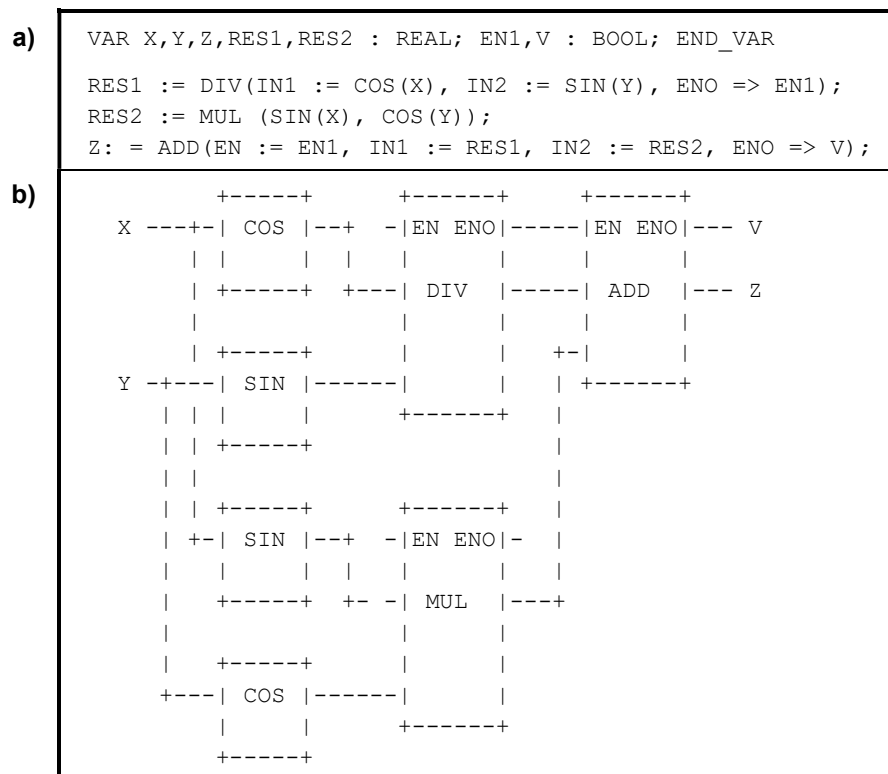 a) VAR X,Y,Z,RES1,RES2 : REAL; EN1,V : BOOL; END_VAR
RES1 := DIV(IN1 := COS(X), IN2 := SIN(Y), ENO => EN1);
RES2 := MUL (SIN(X), COS(Y));
Z: = ADD(EN := EN1, IN1 := RES1, IN2 := RES2, ENO => V);
b)
           +-----+      +------+     +------+
X ---+-| COS |--+  -|EN ENO|-----|EN ENO|--- V
     | |     |  |   |      |     |      |
     | +-----+  +---| DIV  |-----| ADD  |--- Z
     |              |      |     |      |
     | +-----+      |      |   +-|      |
Y -+---| SIN |------|      |   | +------+
   | | |     |      +------+   |
   | | +-----+                 |
   | |                         |
   | | +-----+      +------+   |
   | +-| SIN |--+  -|EN ENO|-  |
   |   |     |  |   |      |   |
   |   +-----+  +- -| MUL  |---+
   |                |      |
   |   +-----+      |      |
   +---| COS |------|      |
       |     |      +------+
       +-----+